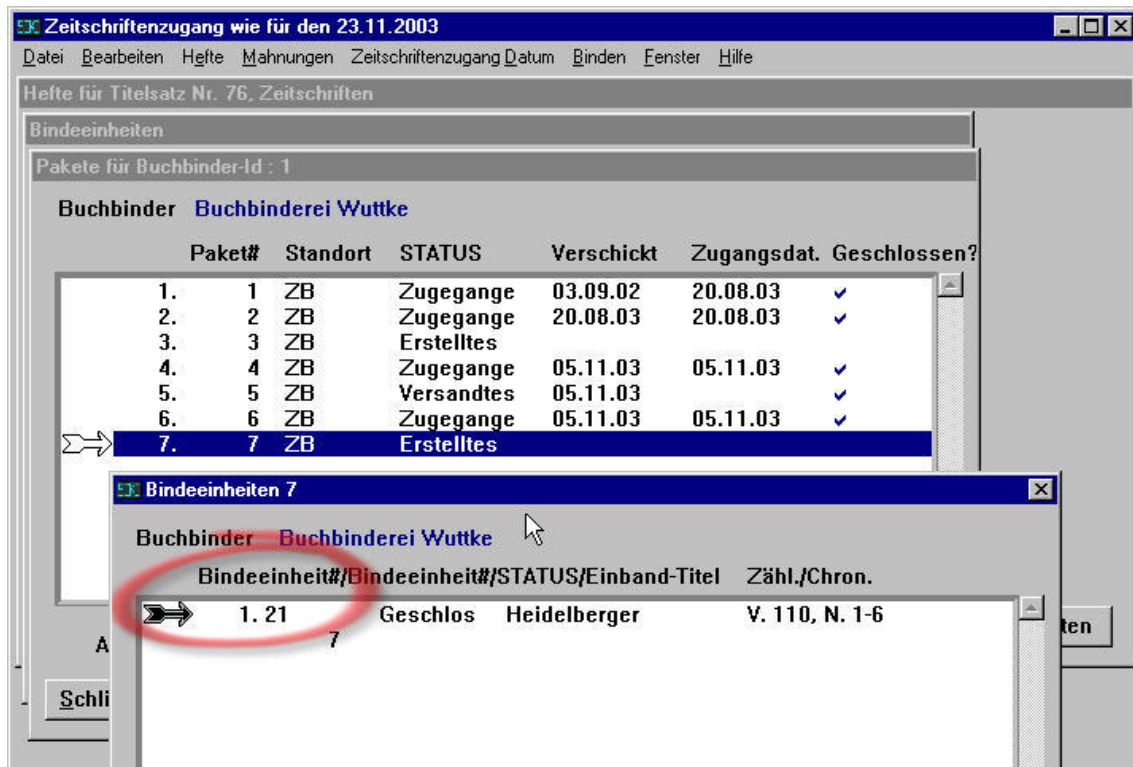 Zeitschriftenzugang wie für den 23.11.2003
Datei Bearbeiten Hefte Mahnungen Zeitschriftenzugang Datum Binden Fenster Hilfe
Hefte für Titelsatz Nr. 76, Zeitschriften
Bindeeinheiten
Pakete für Buchbinder-Id : 1
Buchbinder Buchbinderei Wuttke
Paket# Standort STATUS Verschickt Zugangsdat. Geschlossen?
1. 1 ZB Zugegange 03.09.02 20.08.03 ✓
2. 2 ZB Zugegange 20.08.03 20.08.03 ✓
3. 3 ZB Erstelltes
4. 4 ZB Zugegange 05.11.03 05.11.03 ✓
5. 5 ZB Versandtes 05.11.03 ✓
6. 6 ZB Zugegange 05.11.03 05.11.03 ✓
7. 7 ZB Erstelltes
Bindeeinheiten 7
Buchbinder Buchbinderei Wuttke
Bindeeinheit#/Bindeeinheit#/STATUS/Einband-Titel Zähl./Chron.
1. 21 Geschlos Heidelberger V. 110, N. 1-6
7
A
ten
Schli